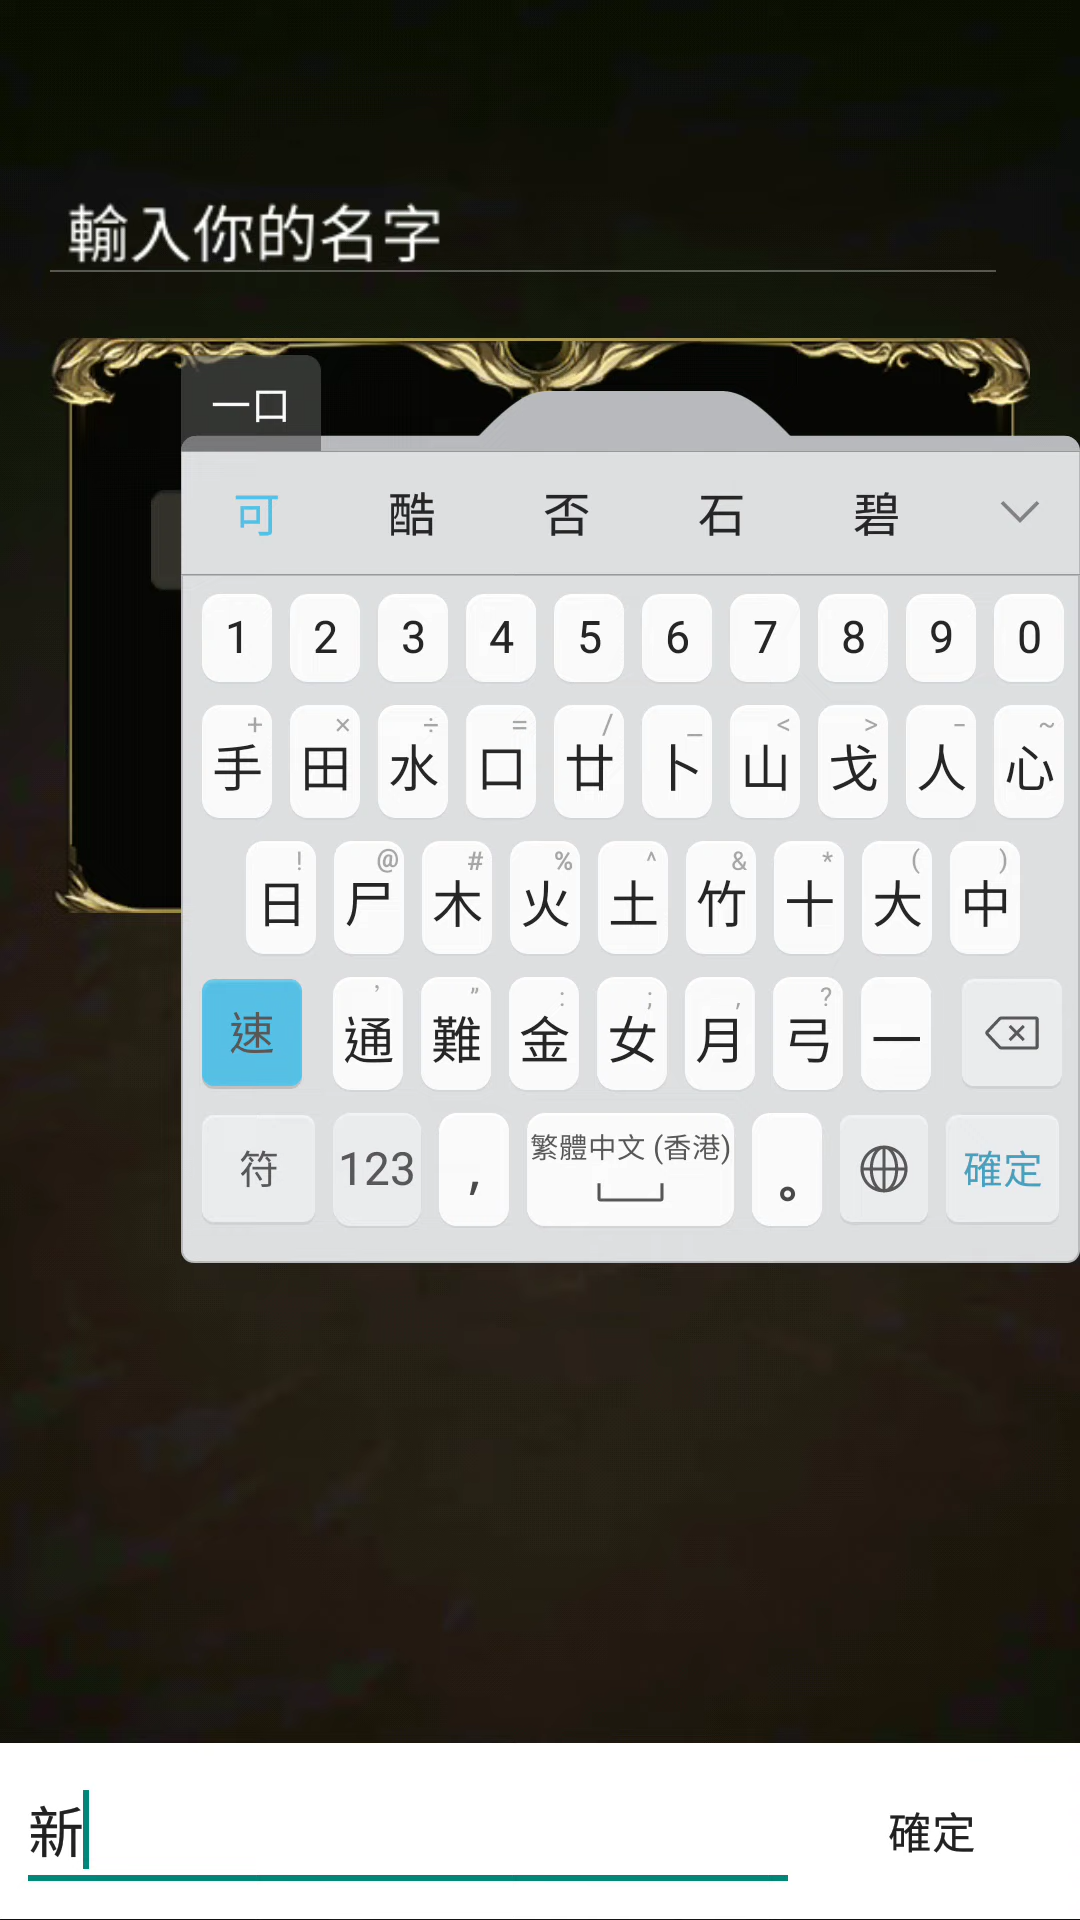 輸入你的名字
一口
可 酷 否 石 碧
1 2 3 4 5 6 7 8 9 0
+ × ÷ = / _ < > - ~
手 田 水 口 廿 卜 山 戈 人 心
! @ # % ^ & * ( )
日 尸 木 火 土 竹 十 大 中
' " : ; , ?
速 通 難 金 女 月 弓 一
符 123 , 繁體中文 (香港) 。 確定
新 確定